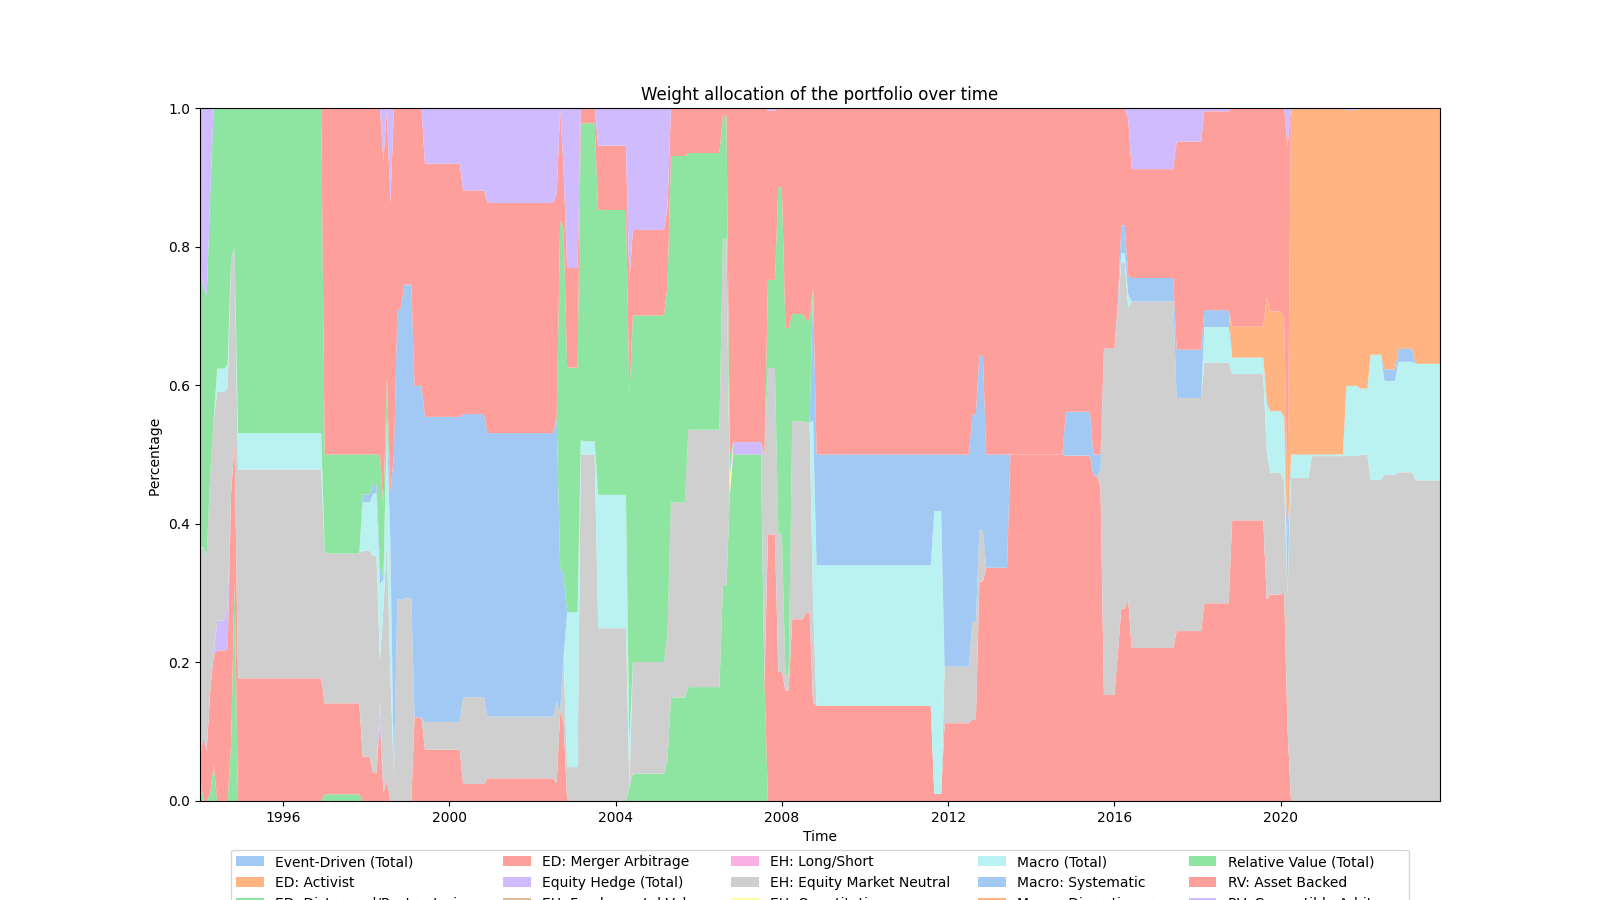 Weight allocation of the portfolio over time
1.0
0.8
0.6
0.4
0.2
0.0
Percentage
1996 2000 2004 2008 2012 2016 2020
Time
Event-Driven (Total) ED: Merger Arbitrage EH: Long/Short Macro (Total) Relative Value (Total)
ED: Activist Equity Hedge (Total) EH: Equity Market Neutral Macro: Systematic RV: Asset Backed